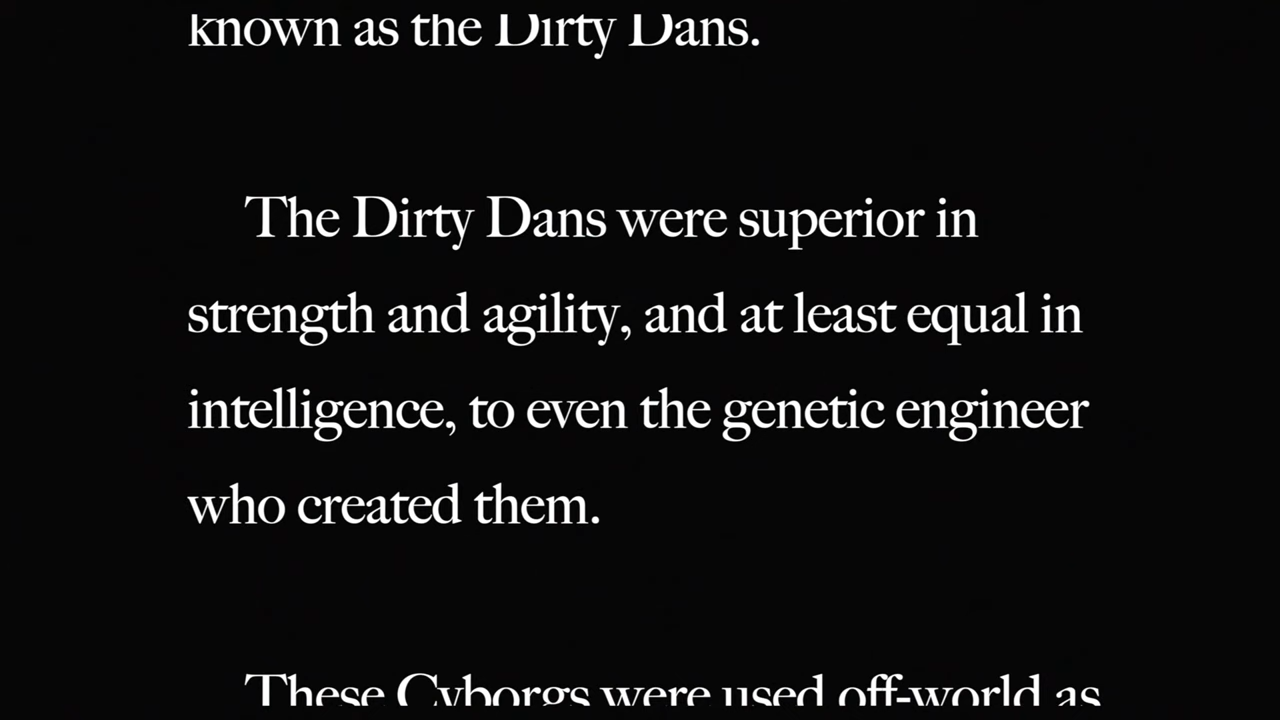 known as the Dirty Dans.
The Dirty Dans were superior in
strength and agility, and at least equal in
intelligence, to even the genetic engineer
who created them.
These Cyborgs were used off-world as